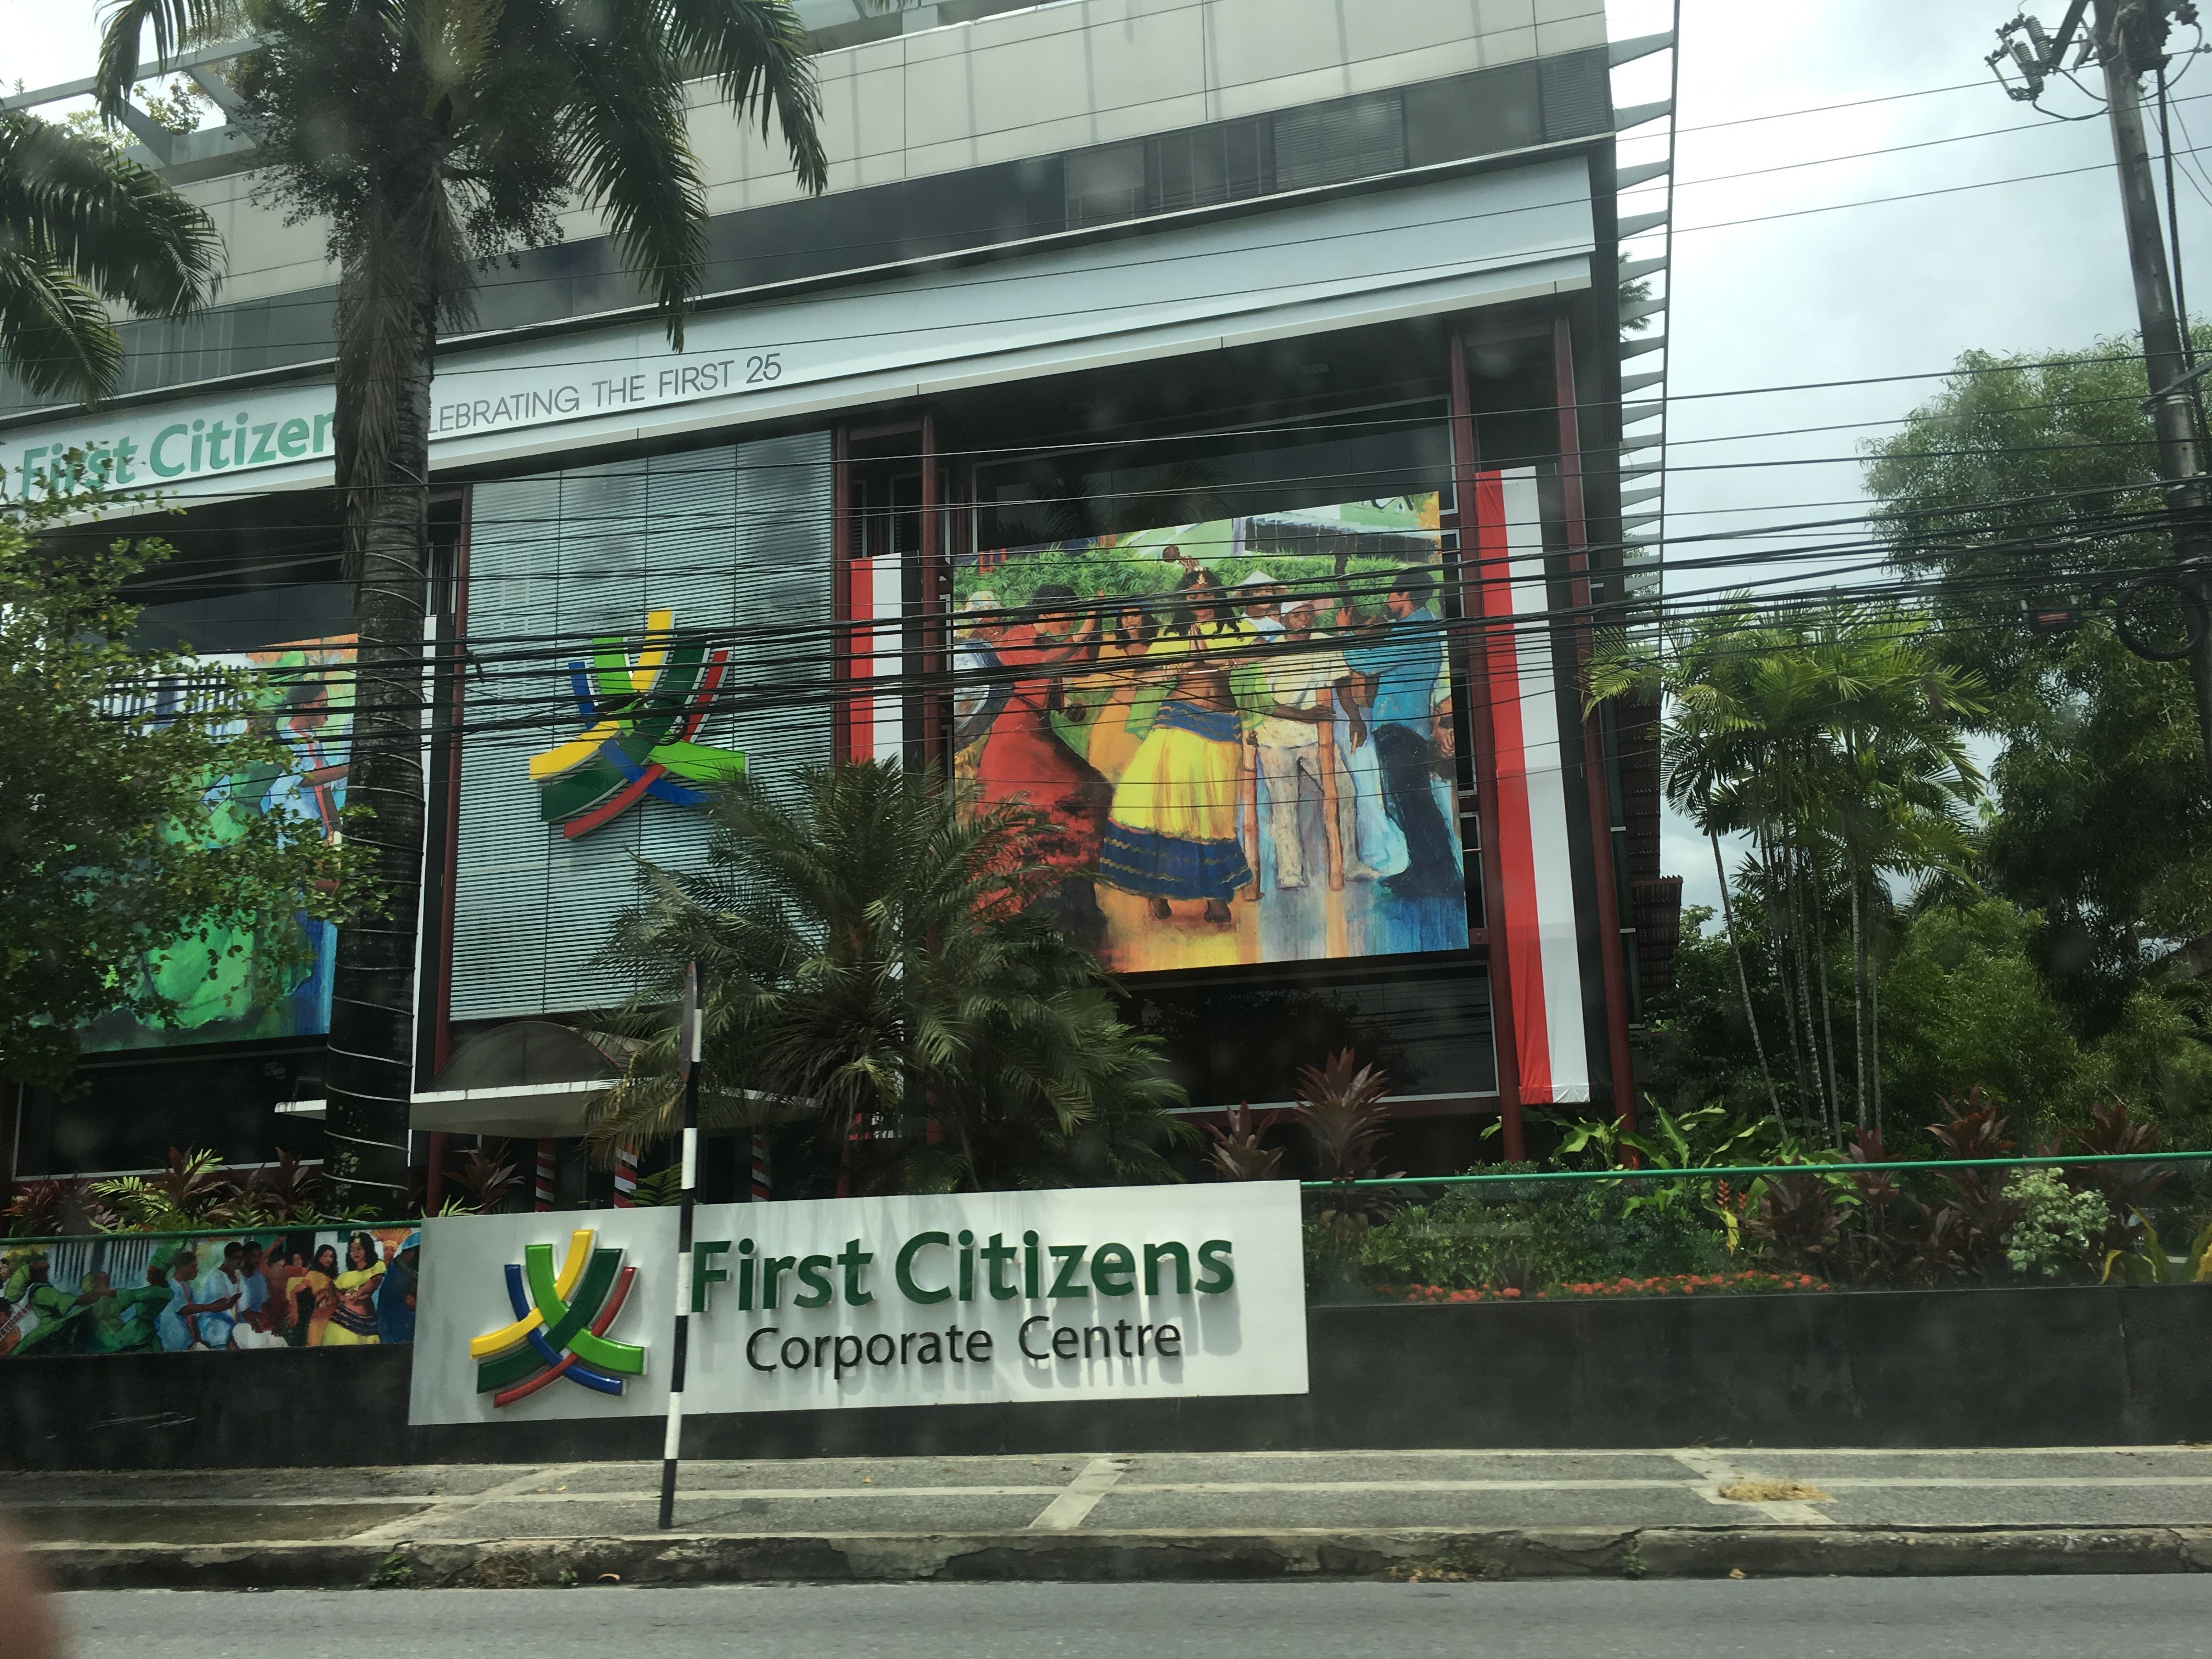 First Citizen
LEBRATING THE FIRST 25
First Citizens
Corporate Centre